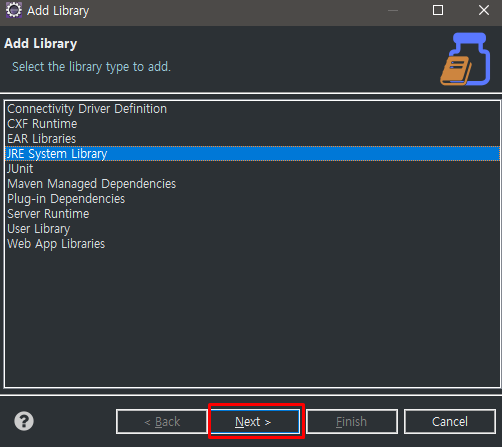 Add Library
Add Library
Select the library type to add.
Connectivity Driver Definition
CXF Runtime
EAR Libraries
JRE System Library
JUnit
Maven Managed Dependencies
Plug-in Dependencies
Server Runtime
User Library
Web App Libraries
?
< Back
Next >
Finish
Cancel